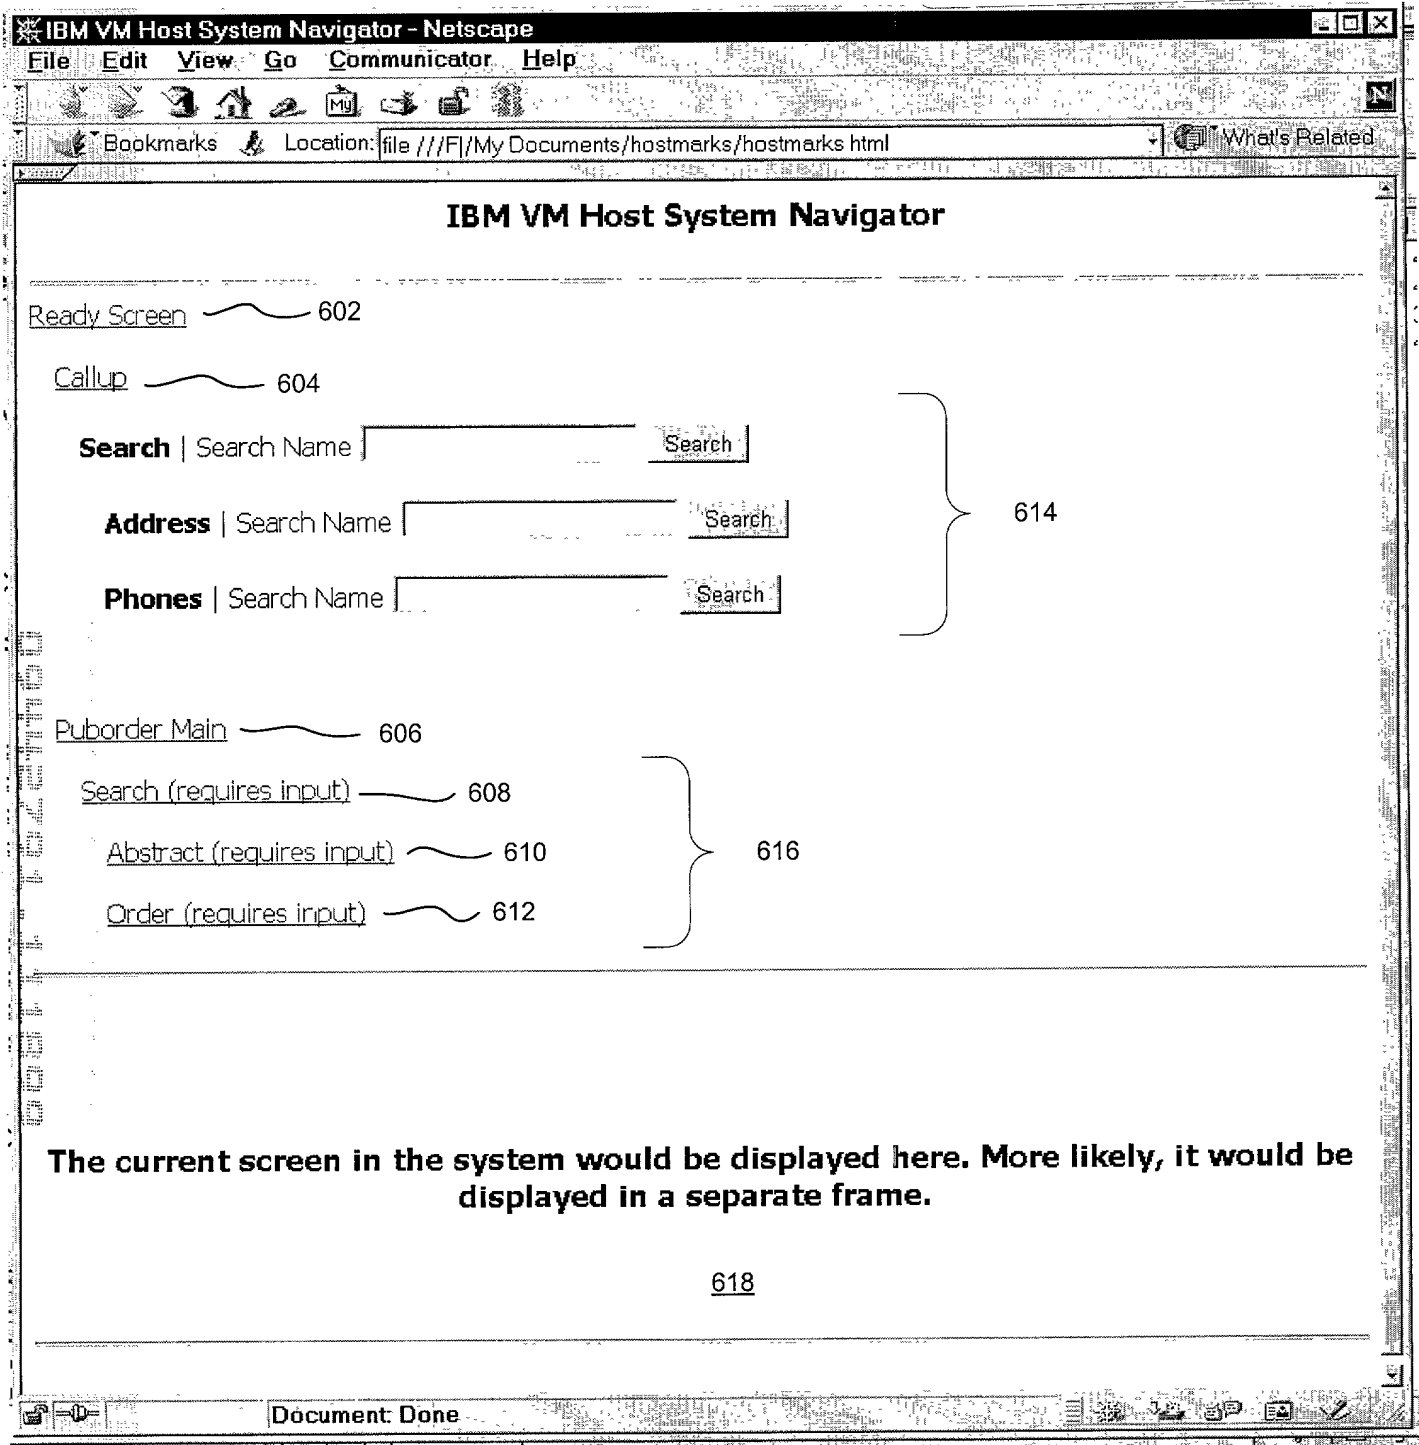 IBM VM Host System Navigator - Netscape
File Edit View Go Communicator Help
My N
Bookmarks Location: file ///F|/My Documents/hostmarks/hostmarks html What's Related
IBM VM Host System Navigator
Ready Screen 602
Callup 604
Search | Search Name Search
Address | Search Name Search
614
Phones | Search Name Search
Puborder Main 606
Search (requires input) 608
Abstract (requires input) 610 616
Order (requires input) 612
The current screen in the system would be displayed here. More likely, it would be
displayed in a separate frame.
618
Document: Done